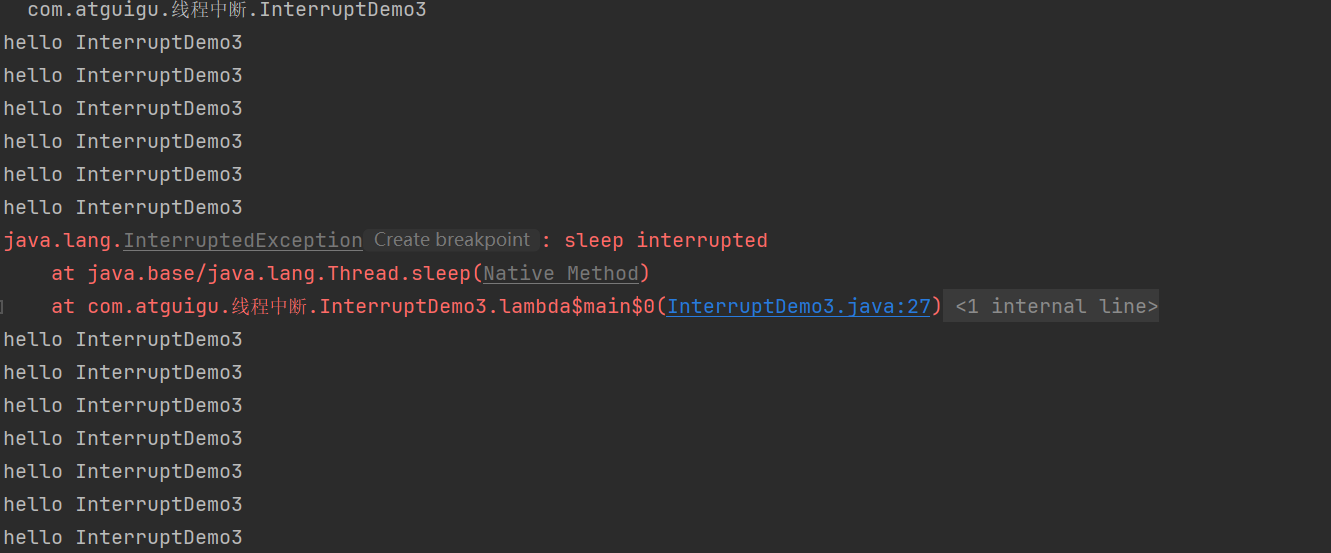 com.atguigu.线程中断.InterruptDemo3
hello InterruptDemo3
hello InterruptDemo3
hello InterruptDemo3
hello InterruptDemo3
hello InterruptDemo3
hello InterruptDemo3
java.lang.InterruptedException Create breakpoint : sleep interrupted
    at java.base/java.lang.Thread.sleep(Native Method)
    at com.atguigu.线程中断.InterruptDemo3.lambda$main$0(InterruptDemo3.java:27) <1 internal line>
hello InterruptDemo3
hello InterruptDemo3
hello InterruptDemo3
hello InterruptDemo3
hello InterruptDemo3
hello InterruptDemo3
hello InterruptDemo3